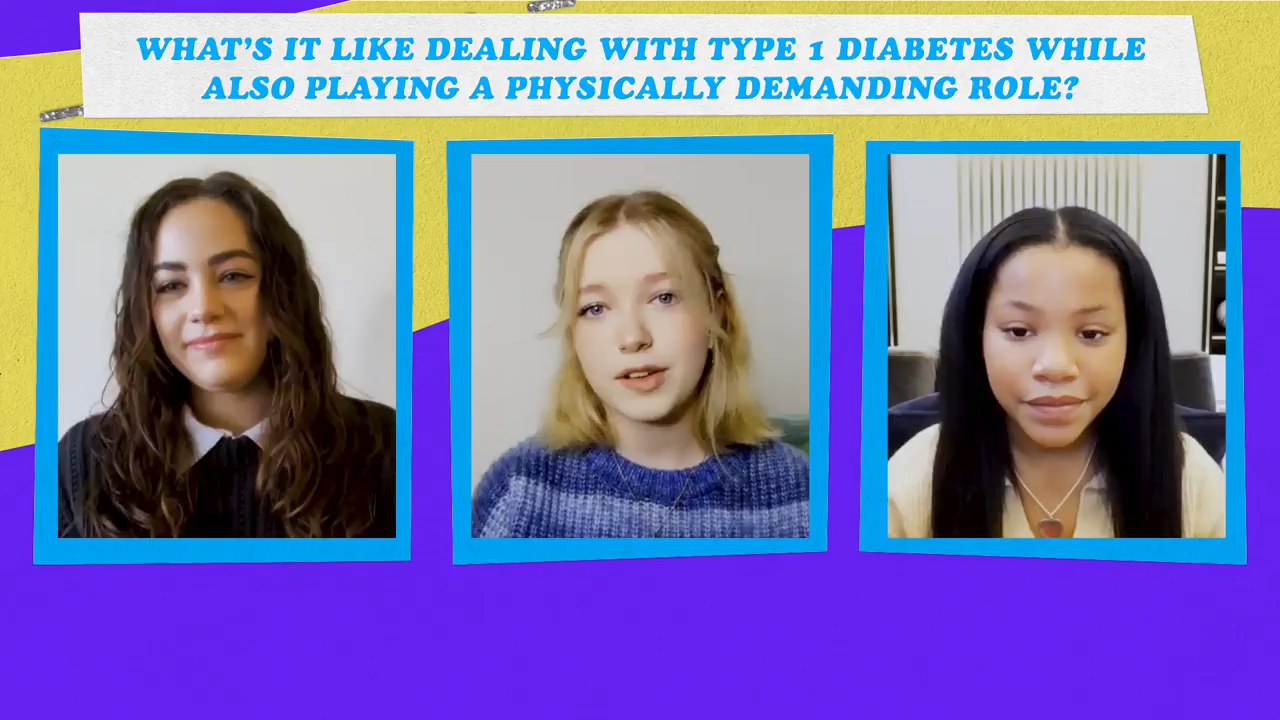 WHAT’S IT LIKE DEALING WITH TYPE 1 DIABETES WHILE
ALSO PLAYING A PHYSICALLY DEMANDING ROLE?